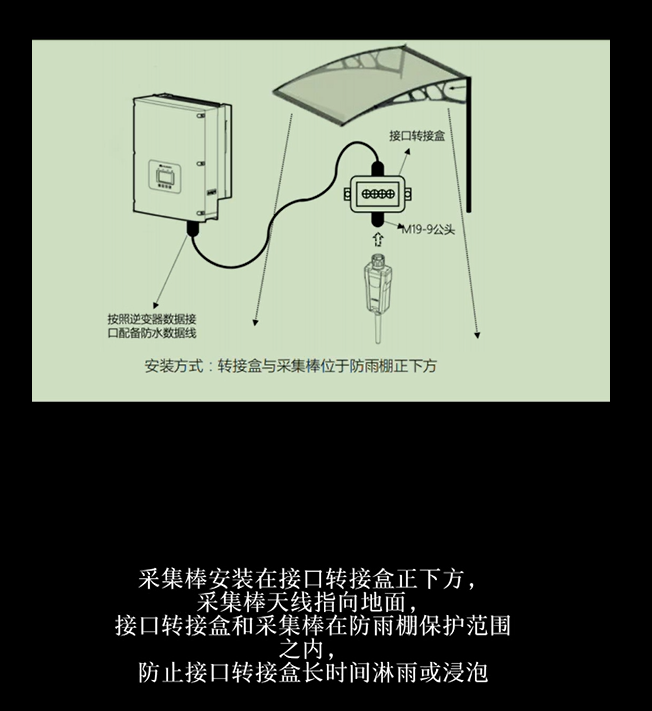 接口转接盒
M19-9公头
按照逆变器数据接
口配备防水数据线
安装方式：转接盒与采集棒位于防雨棚正下方
采集棒安装在接口转接盒正下方，
采集棒天线指向地面，
接口转接盒和采集棒在防雨棚保护范围
之内，
防止接口转接盒长时间淋雨或浸泡